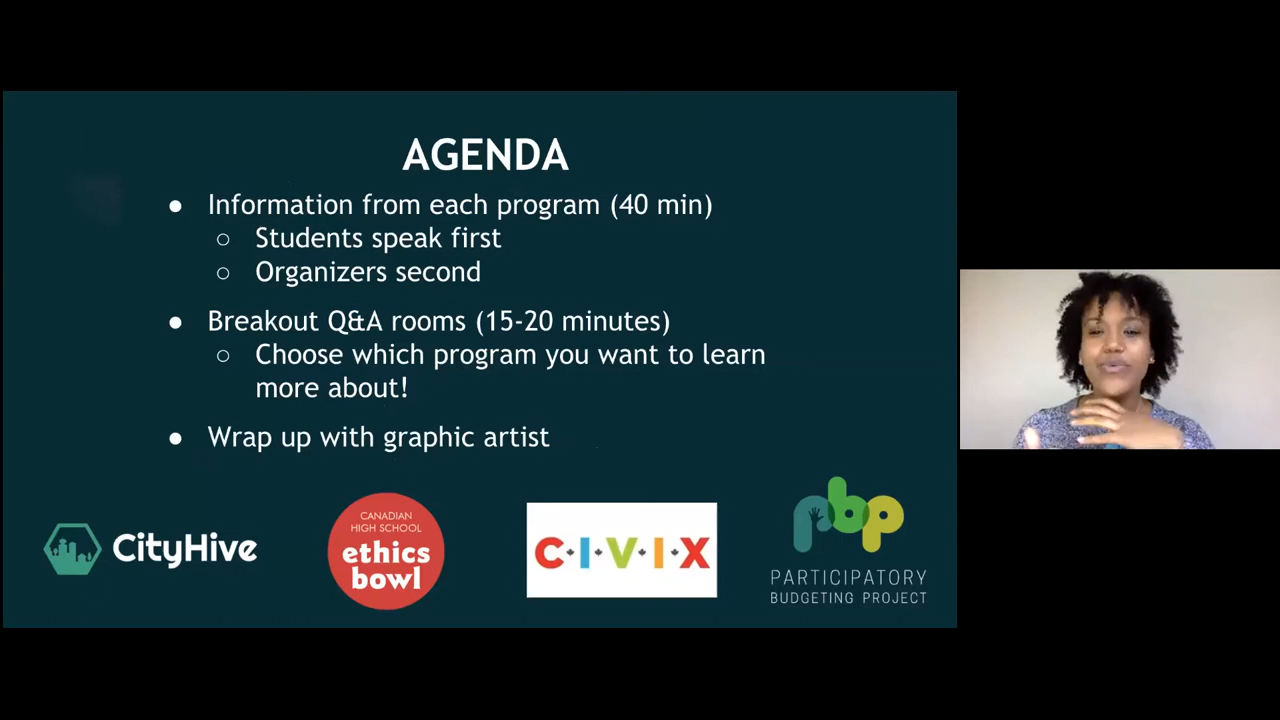 AGENDA
● Information from each program (40 min)
○ Students speak first
○ Organizers second
● Breakout Q&A rooms (15-20 minutes)
○ Choose which program you want to learn
more about!
● Wrap up with graphic artist
CityHive
CANADIAN
HIGH SCHOOL
ethics
bowl
C•I•V•I•X
pbp
PARTICIPATORY
BUDGETING PROJECT